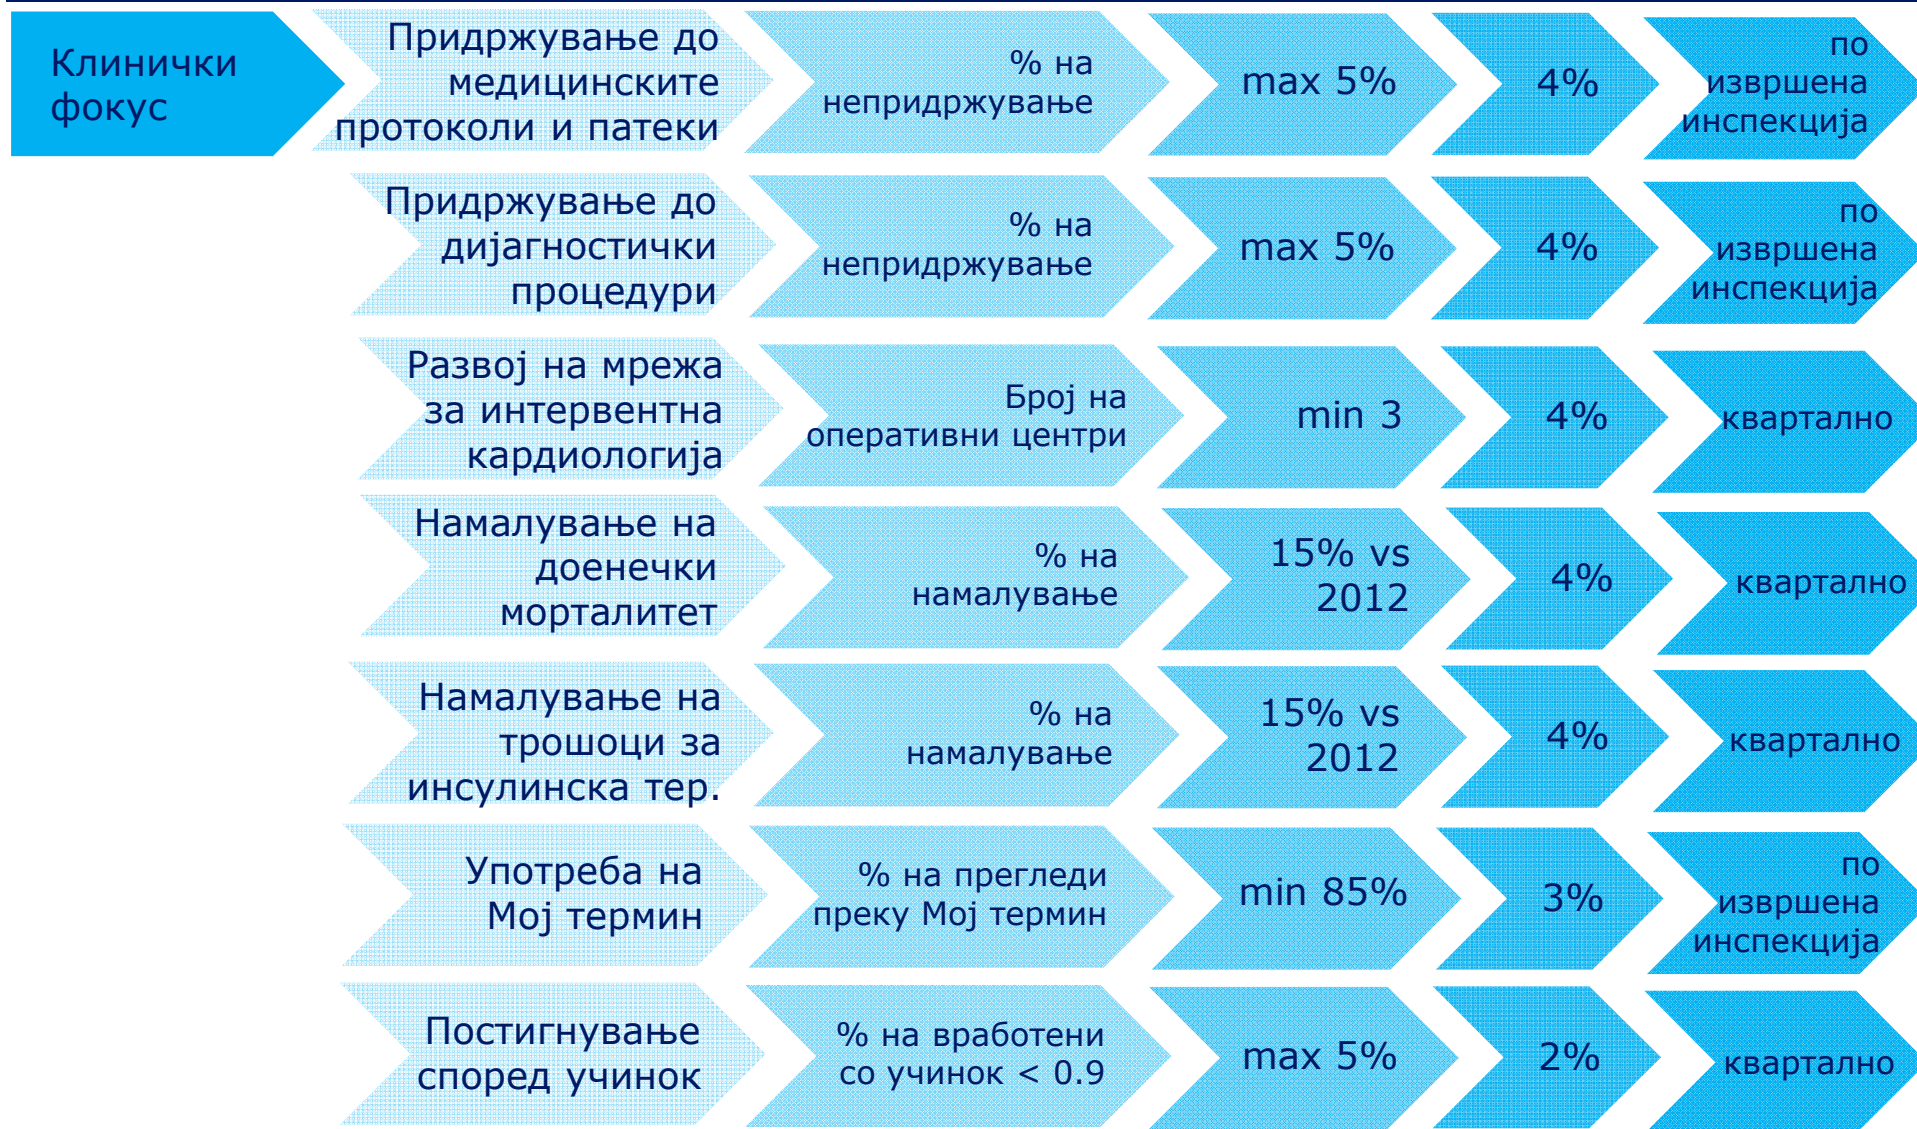 Клинички
фокус
Придржување до
медицинските
протоколи и патеки
% на
непридржување
max 5%
4%
по
извршена
инспекција
Придржување до
дијагностички
процедури
% на
непридржување
max 5%
4%
по
извршена
инспекција
Развој на мрежа
за интервентна
кардиологија
Број на
оперативни центри
min 3
4%
квартално
Намалување на
доенечки
морталитет
% на
намалување
15% vs
2012
4%
квартално
Намалување на
трошоци за
инсулинска тер.
% на
намалување
15% vs
2012
4%
квартално
Употреба на
Мој термин
% на прегледи
преку Мој термин
min 85%
3%
по
извршена
инспекција
Постигнување
според учинок
% на вработени
со учинок < 0.9
max 5%
2%
квартално